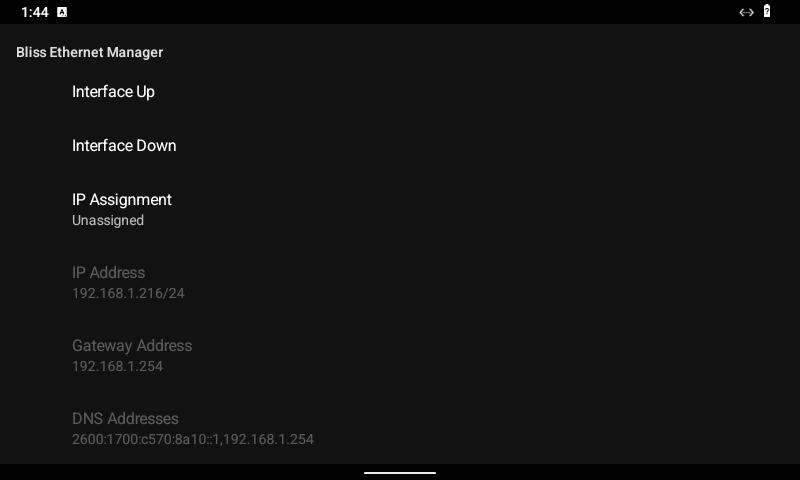 1:44 A
Bliss Ethernet Manager
Interface Up
Interface Down
IP Assignment
Unassigned
IP Address
192.168.1.216/24
Gateway Address
192.168.1.254
DNS Addresses
2600:1700:c570:8a10::1,192.168.1.254